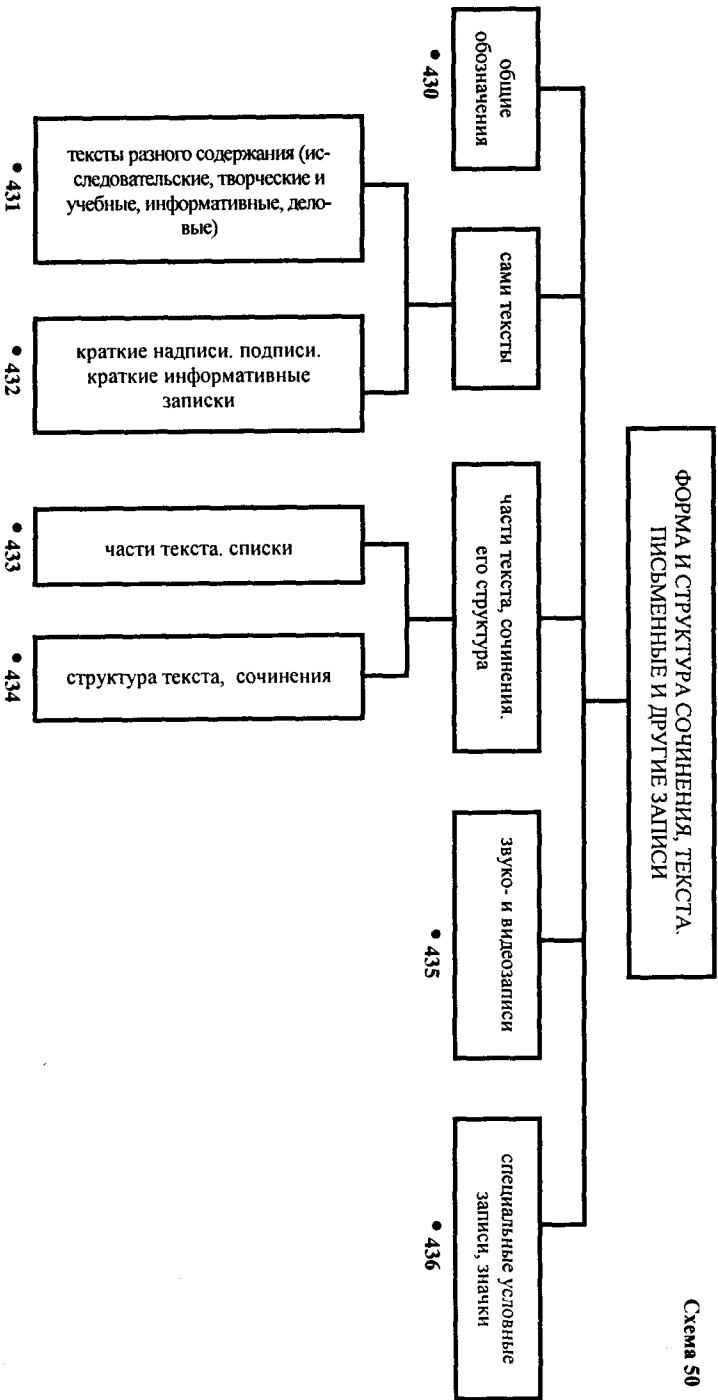 Схема 50
ФОРМА И СТРУКТУРА СОЧИНЕНИЯ, ТЕКСТА.
ПИСЬМЕННЫЕ И ДРУГИЕ ЗАПИСИ
общие
обозначения
• 430
сами тексты
тексты разного содержания (ис-
следовательские, творческие и
учебные, информативные, дело-
вые)
• 431
краткие надписи. подписи.
краткие информативные
записки
• 432
части текста, сочинения.
его структура
части текста. списки
• 433
структура текста, сочинения
• 434
звуко- и видеозаписи
• 435
специальные условные
записи, значки
• 436